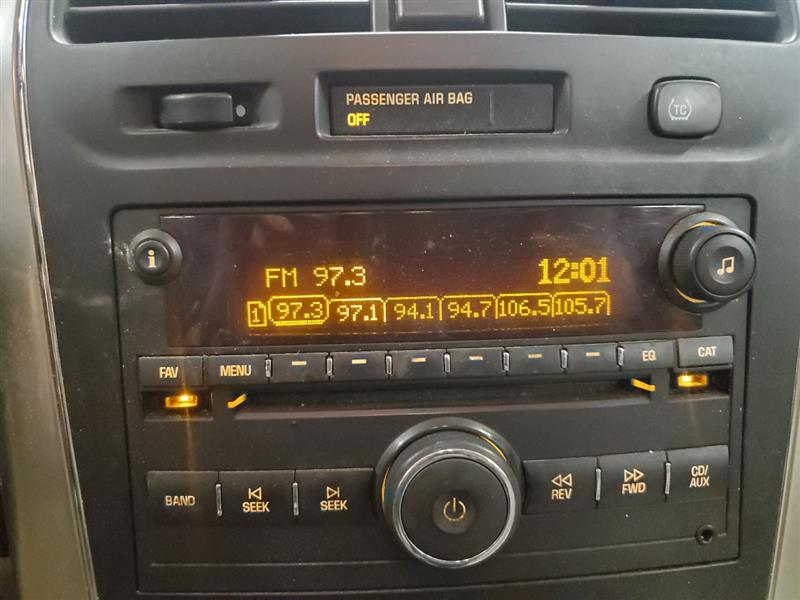 PASSENGER AIR BAG
OFF
TC
i
FM 97.3 12:01
1 97.3 97.1 94.1 94.7 106.5 105.7
FAV MENU EQ CAT
BAND SEEK SEEK REV FWD CD/
AUX